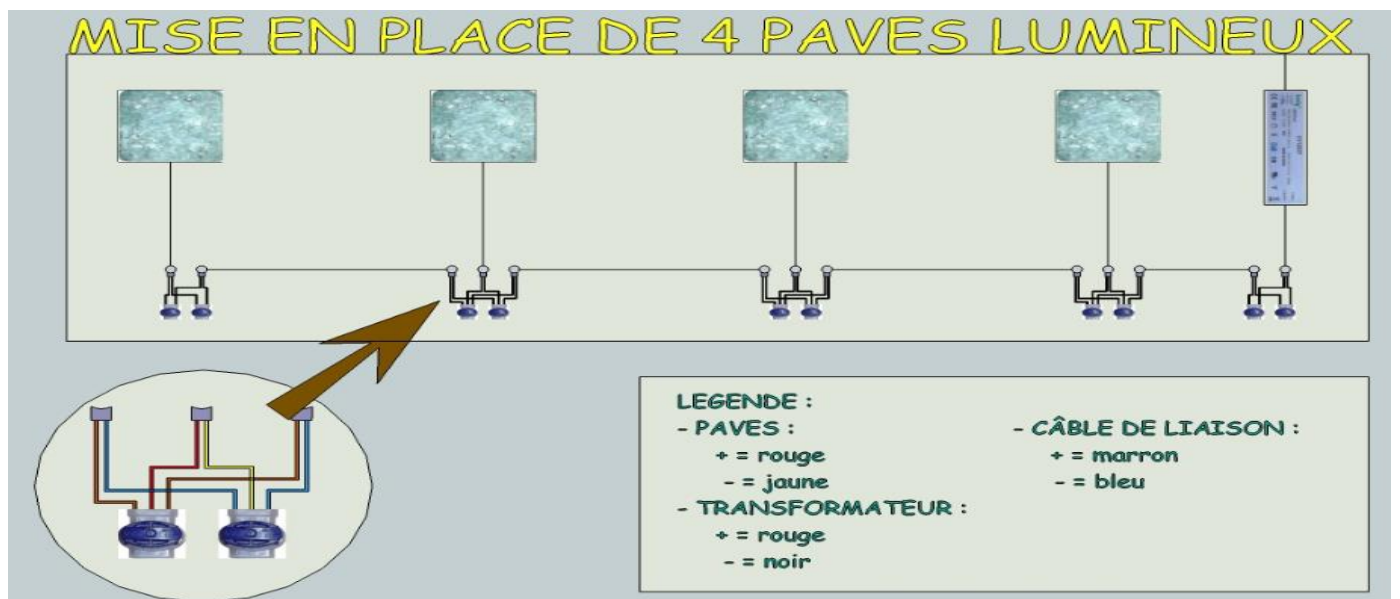 MISE EN PLACE DE 4 PAVES LUMINEUX
LEGENDE :
- PAVES :
+ = rouge
- = jaune
- TRANSFORMATEUR :
+ = rouge
- = noir
- CÂBLE DE LIAISON :
+ = marron
- = bleu